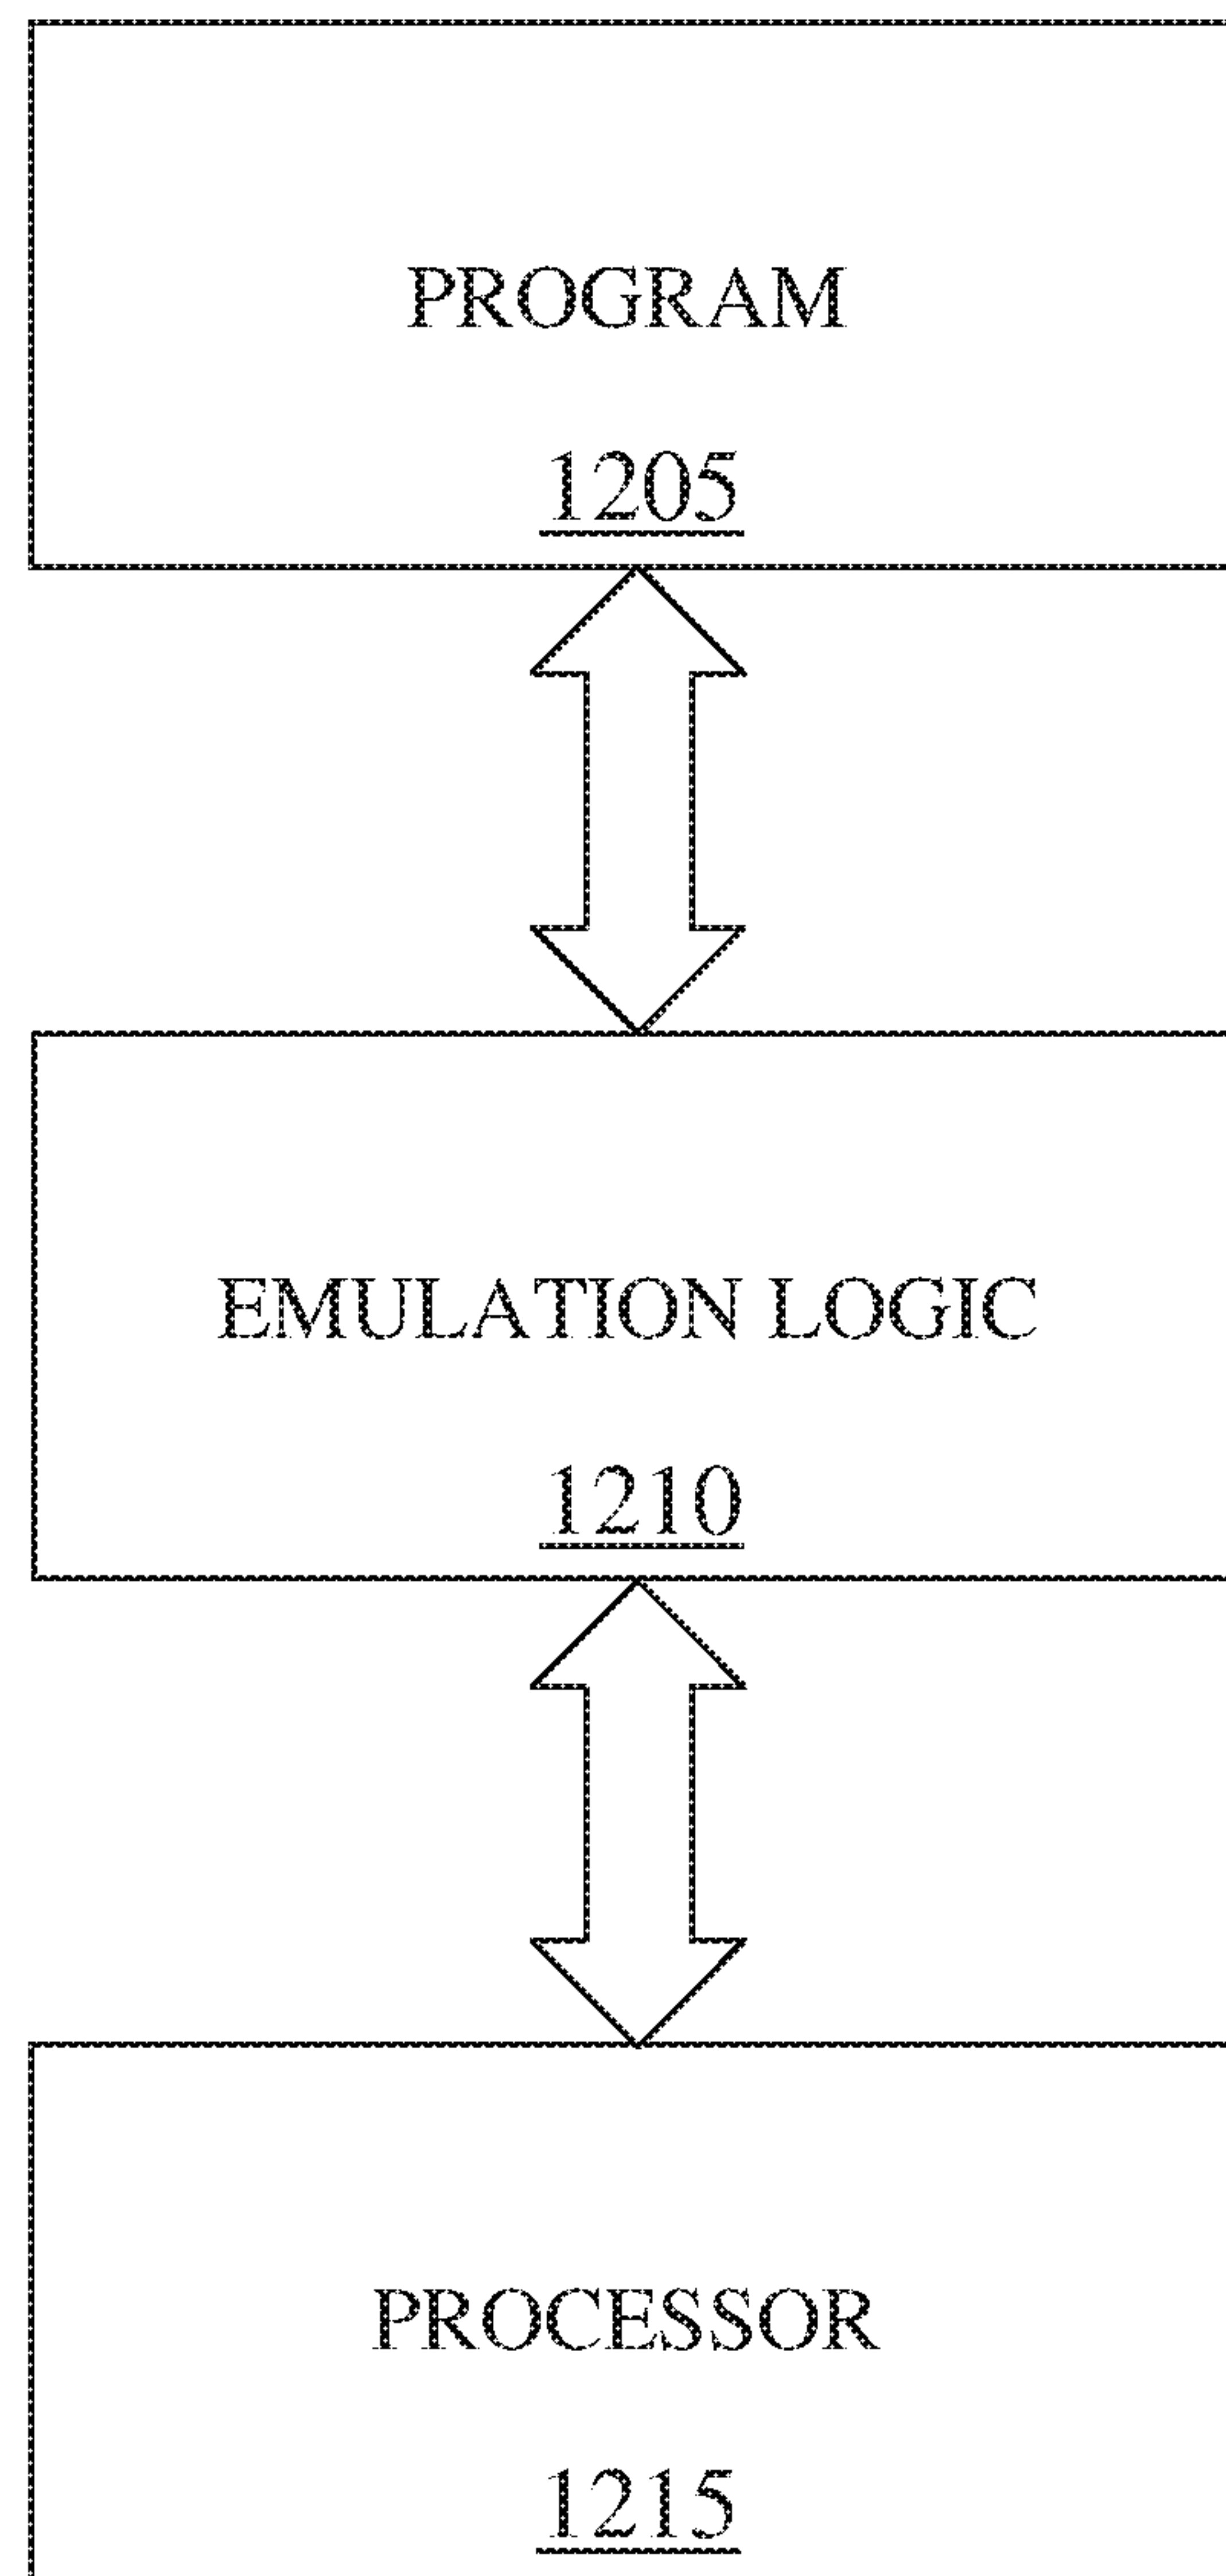 PROGRAM
1205
EMULATION LOGIC
1210
PROCESSOR
1215